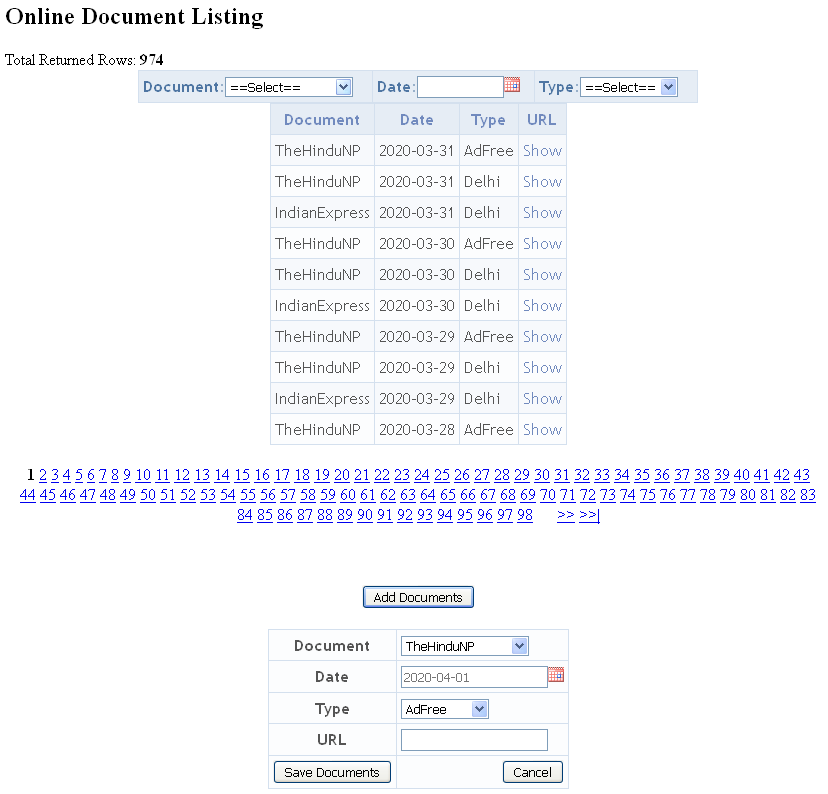 Online Document Listing
Total Returned Rows: 974
Document: ==Select== Date: Type: ==Select==
Document Date Type URL
TheHinduNP 2020-03-31 AdFree Show
TheHinduNP 2020-03-31 Delhi Show
IndianExpress 2020-03-31 Delhi Show
TheHinduNP 2020-03-30 AdFree Show
TheHinduNP 2020-03-30 Delhi Show
IndianExpress 2020-03-30 Delhi Show
TheHinduNP 2020-03-29 AdFree Show
TheHinduNP 2020-03-29 Delhi Show
IndianExpress 2020-03-29 Delhi Show
TheHinduNP 2020-03-28 AdFree Show
1 2 3 4 5 6 7 8 9 10 11 12 13 14 15 16 17 18 19 20 21 22 23 24 25 26 27 28 29 30 31 32 33 34 35 36 37 38 39 40 41 42 43
44 45 46 47 48 49 50 51 52 53 54 55 56 57 58 59 60 61 62 63 64 65 66 67 68 69 70 71 72 73 74 75 76 77 78 79 80 81 82 83
84 85 86 87 88 89 90 91 92 93 94 95 96 97 98 >> >>|
Add Documents
Document TheHinduNP
Date 2020-04-01
Type AdFree
URL
Save Documents Cancel